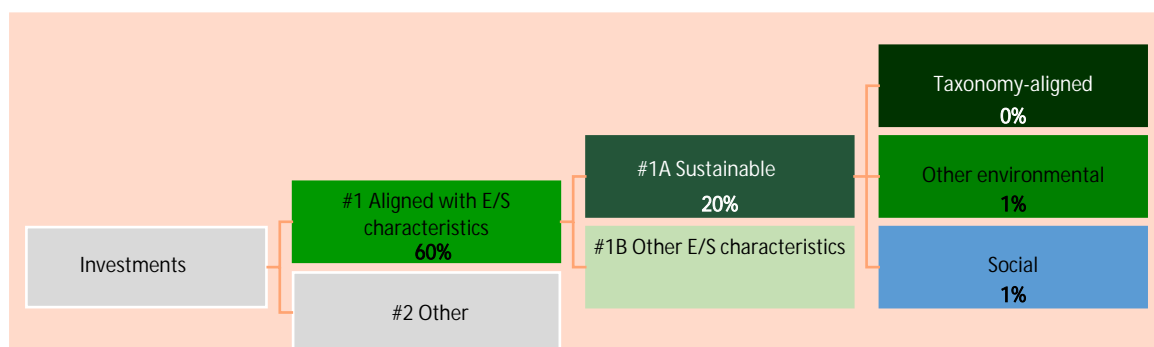 Investments
#1 Aligned with E/S
characteristics
60%
#2 Other
#1A Sustainable
20%
#1B Other E/S characteristics
Taxonomy-aligned
0%
Other environmental
1%
Social
1%